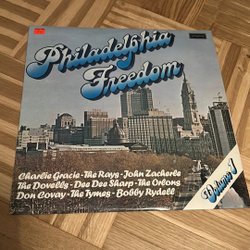 Philadelphia
Freedom
Charlie Gracie • The Rays • John Zacherle
The Dovells • Dee Dee Sharp • The Orlons
Don Covay • The Tymes • Bobby Rydell
Volume 1